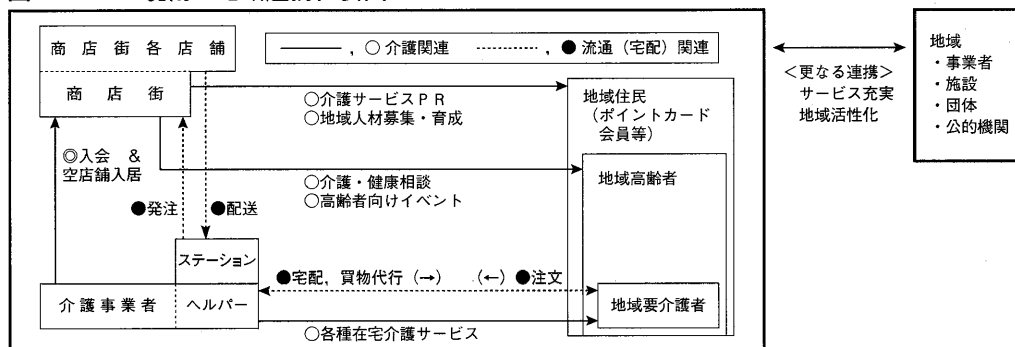 商店街各店舗
商店街
――――, ○介護関連 ┈┈┈┈, ●流通(宅配)関連
○介護サービスPR
○地域人材募集・育成
◎入会 &
空店舗入居
○介護・健康相談
○高齢者向けイベント
●発注
●配送
ステーション
介護事業者
ヘルパー
●宅配,買物代行(→) (←)●注文
○各種在宅介護サービス
地域住民
(ポイントカード
会員等)
地域高齢者
地域要介護者
<更なる連携>
サービス充実
地域活性化
地域
・事業者
・施設
・団体
・公的機関